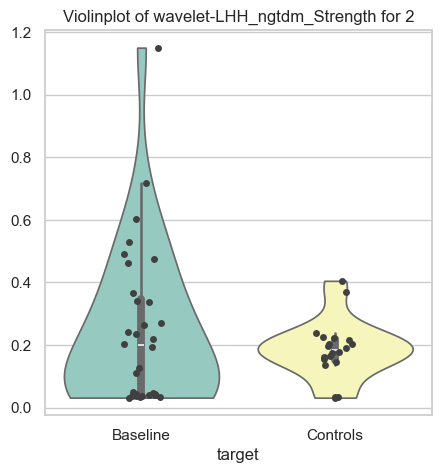 Violinplot of wavelet-LHH_ngtdm_Strength for 2
1.2
1.0
0.8
0.6
0.4
0.2
0.0
Baseline Controls
target